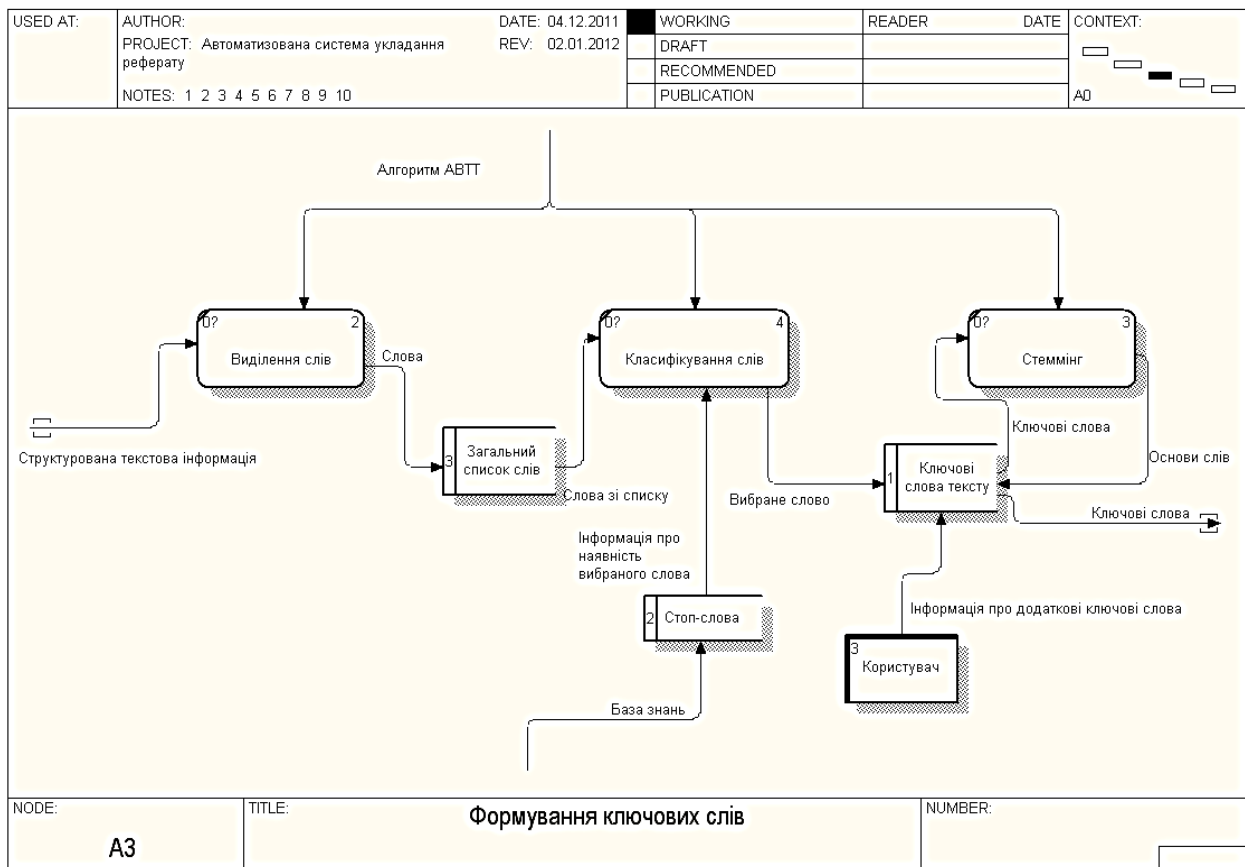 USED AT:
AUTHOR:
DATE: 04.12.2011
PROJECT: Автоматизована система укладання
реферату
REV: 02.01.2012
NOTES: 1 2 3 4 5 6 7 8 9 10
WORKING
DRAFT
RECOMMENDED
PUBLICATION
READER
DATE
CONTEXT:
A0
Алгоритм АВТТ
0?
2
Виділення слів
0?
4
Класифікування слів
0?
3
Стеммінг
Слова
Структурована текстова інформація
3
Загальний
список слів
Слова зі списку
Вибране слово
1
Ключові
слова тексту
Ключові слова
Основи слів
Ключові слова
Інформація про
наявність
вибраного слова
2
Стоп-слова
Інформація про додаткові ключові слова
3
Користувач
База знань
NODE:
A3
TITLE:
Формування ключових слів
NUMBER: